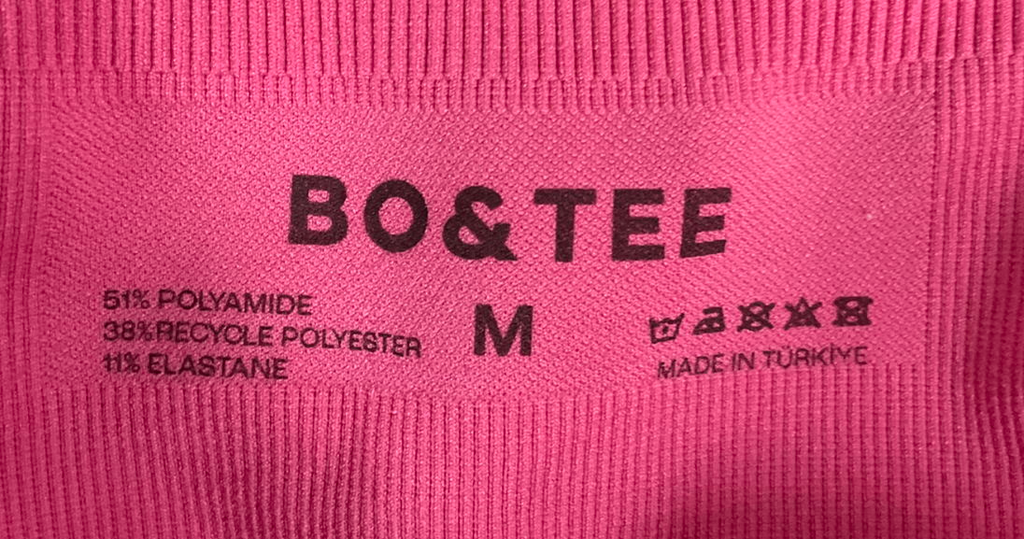 BO&TEE
51% POLYAMIDE
38%RECYCLE POLYESTER
11% ELASTANE
M
MADE IN TÜRKİYE